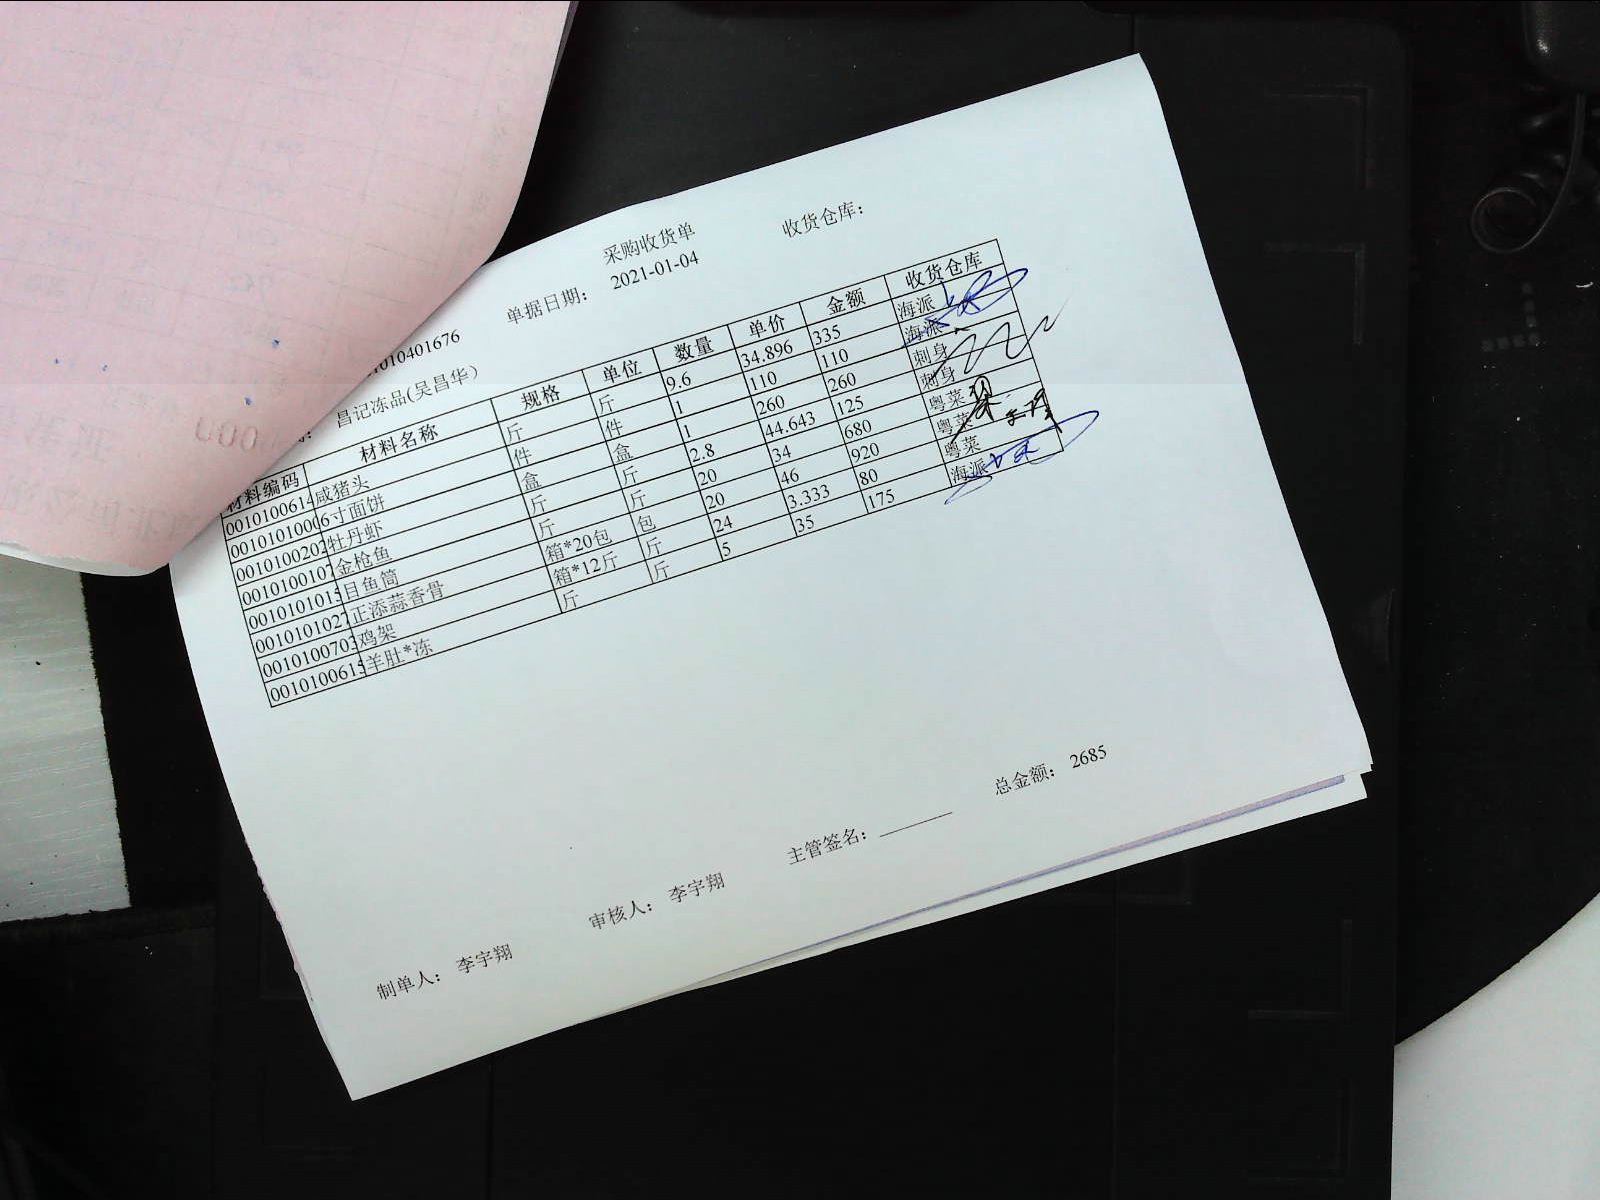 采购收货单
收货仓库：
单据日期： 2021-01-04
010401676
昌记冻品(吴昌华)
材料编码 材料名称 规格 单位 数量 单价 金额 收货仓库
001010061 咸猪头 斤 斤 9.6 34.896 335 海派
001010100 6寸面饼 件 件 1 110 110 海派
001010020 牡丹虾 盒 盒 1 260 260 刺身
001010010 金枪鱼 斤 斤 2.8 44.643 125 刺身
001010101 目鱼筒 斤 斤 20 34 680 粤菜
001010102 正添蒜香骨 箱*20包 包 20 46 920 粤菜
001010070 鸡架 箱*12斤 斤 24 3.333 80 粤菜
001010061 羊肚*冻 斤 斤 5 35 175 海派
总金额： 2685
制单人： 李宇翔 审核人： 李宇翔 主管签名：